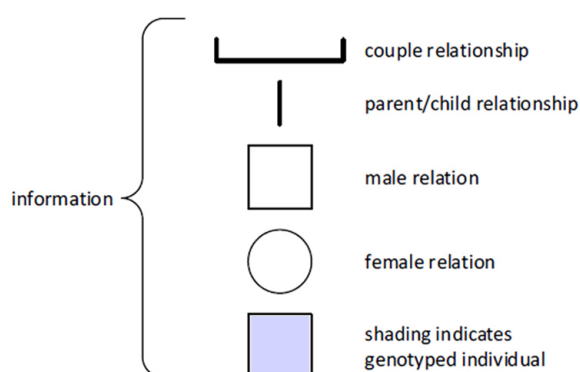 couple relationship
parent/child relationship
male relation
information
female relation
shading indicates
genotyped individual